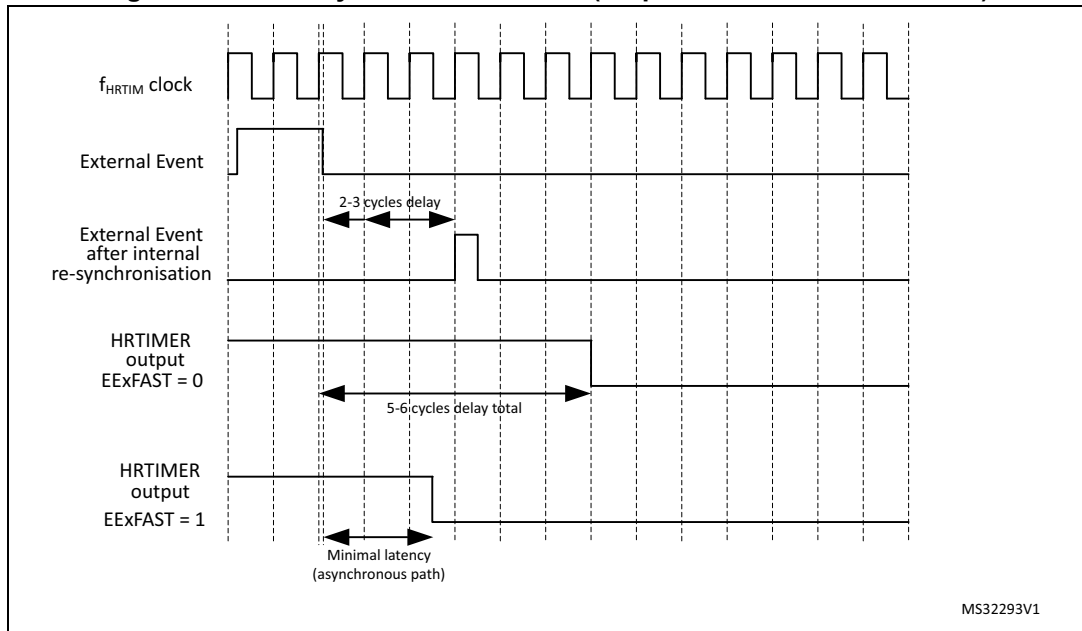 f_HRTIM clock
External Event
2-3 cycles delay
External Event
after internal
re-synchronisation
HRTIMER
output
EExFAST = 0
5-6 cycles delay total
HRTIMER
output
EExFAST = 1
Minimal latency
(asynchronous path)
MS32293V1